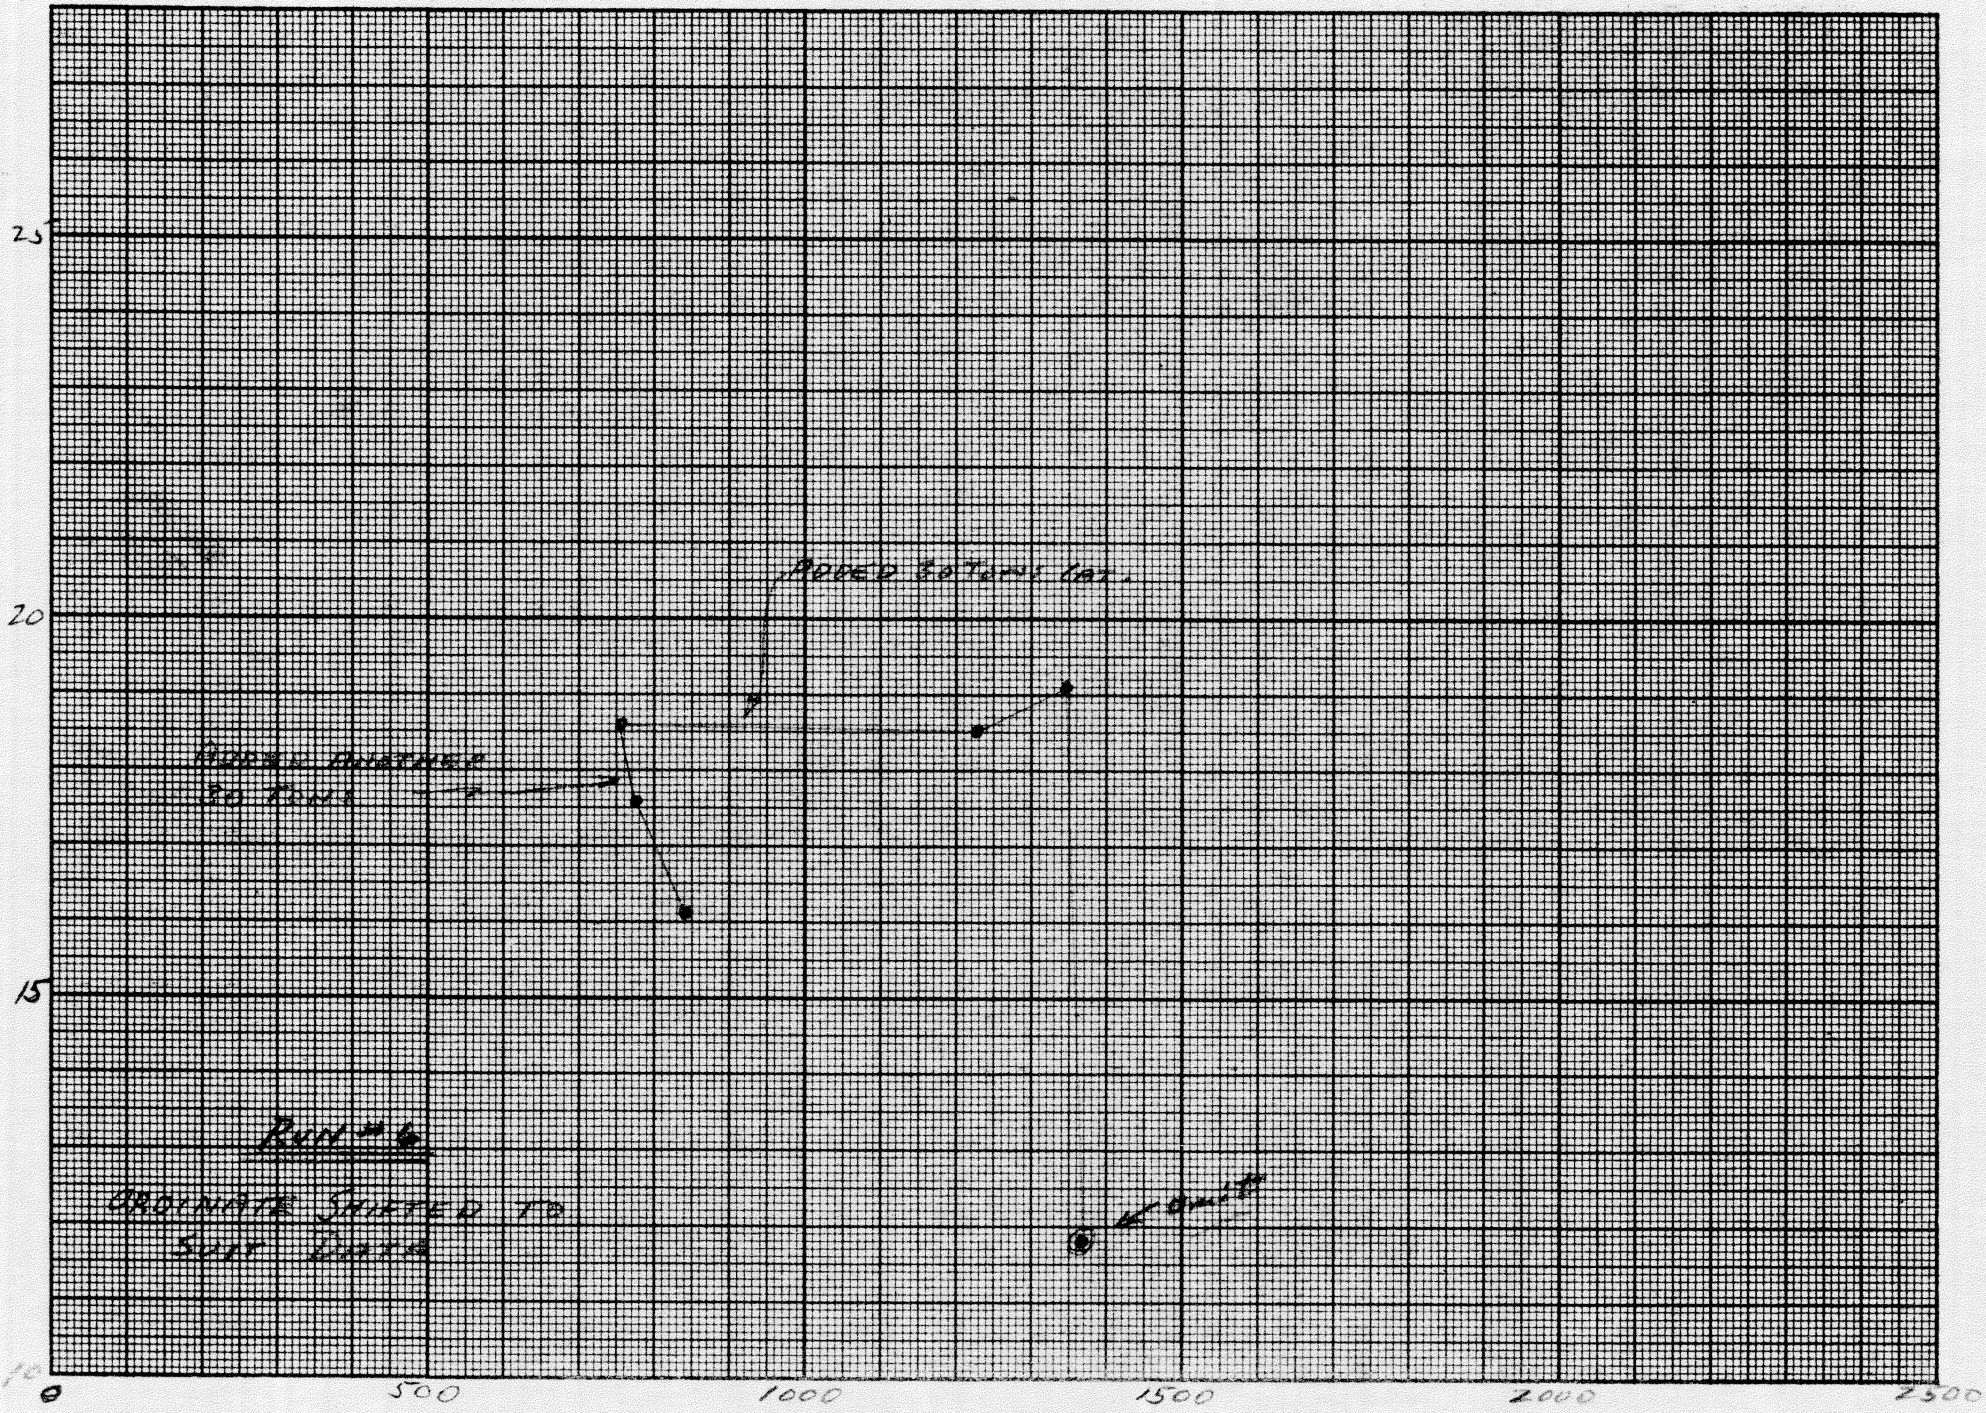 25
20
15
10
ADDED 30 TONS CAT.
ADDED ANOTHER
30 TONS
RUN #6
ORDINATE SHIFTED TO
SUIT DATA
omit
0 500 1000 1500 2000 2500